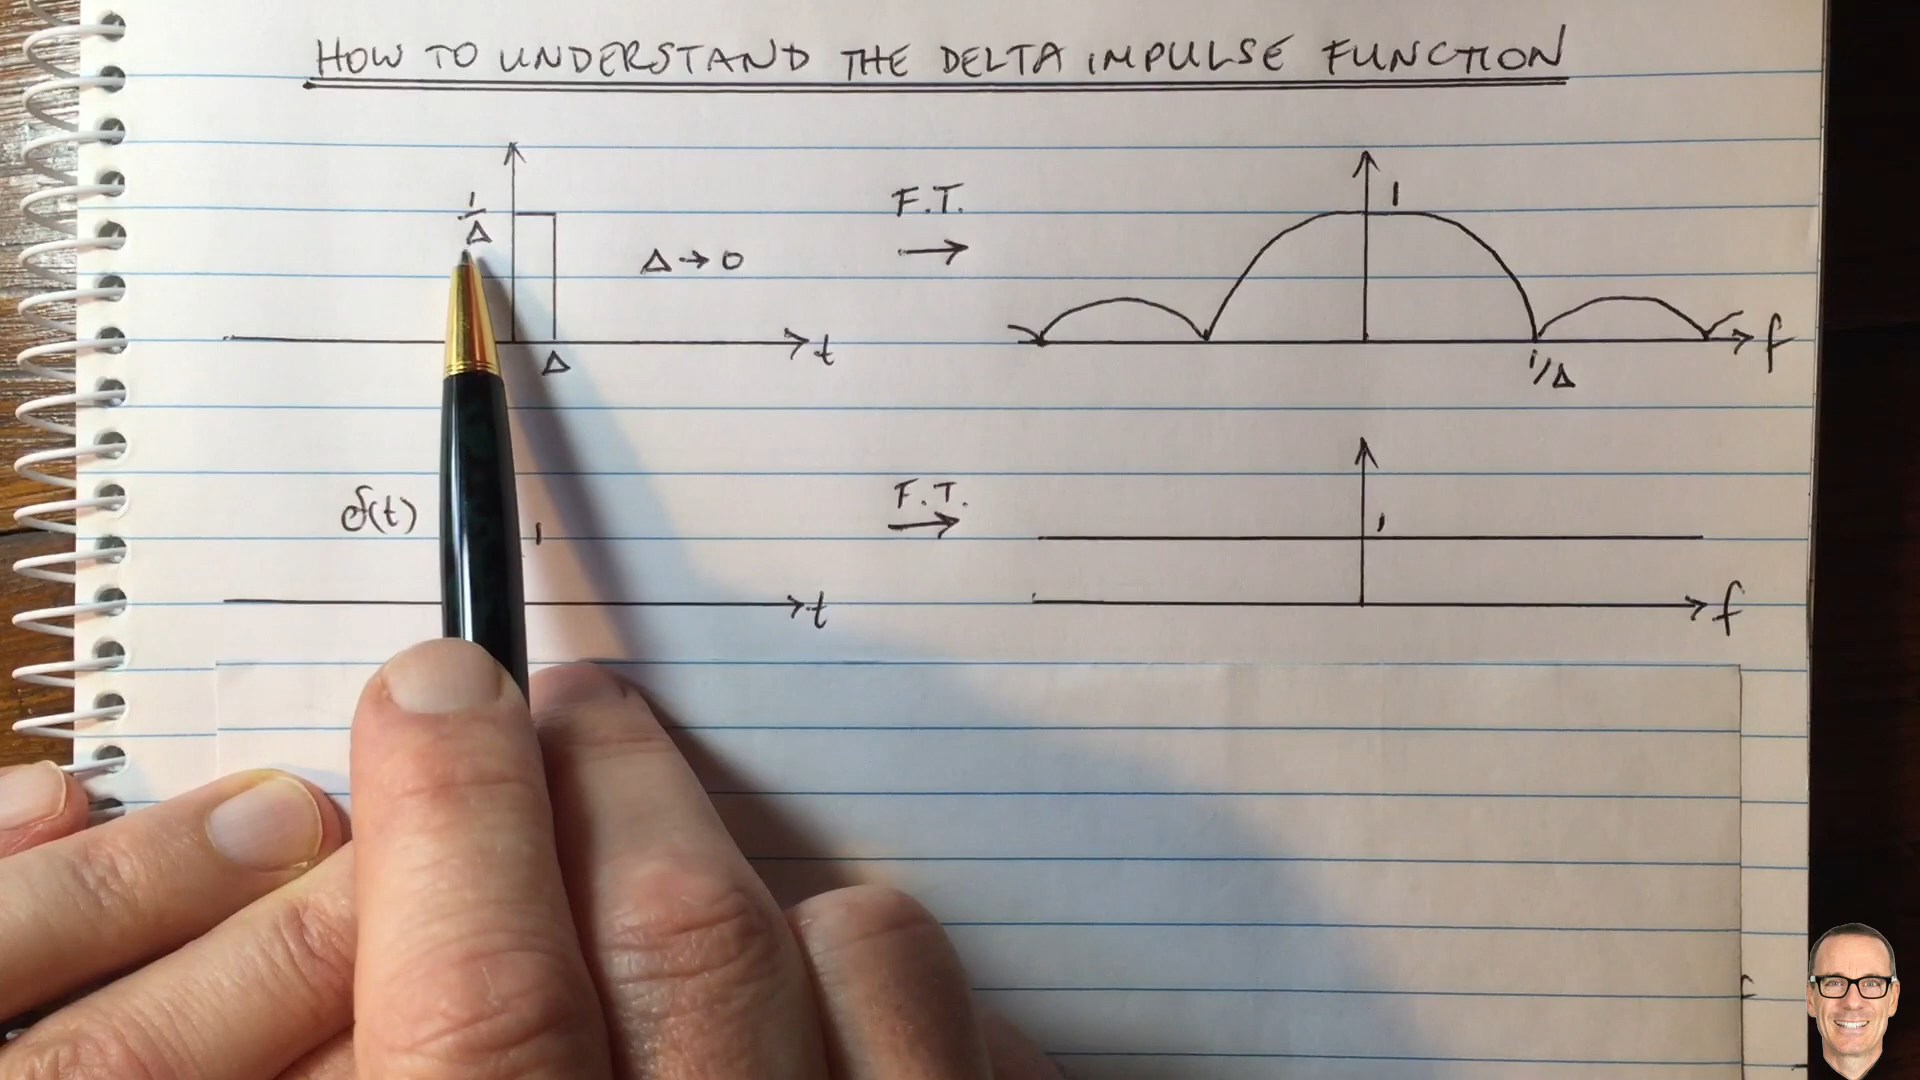 HOW TO UNDERSTAND THE DELTA IMPULSE FUNCTION
1/Δ
Δ → 0
Δ
t
F.T.
→
1
1/Δ
f
δ(t)
1
t
F.T.
→
1
f